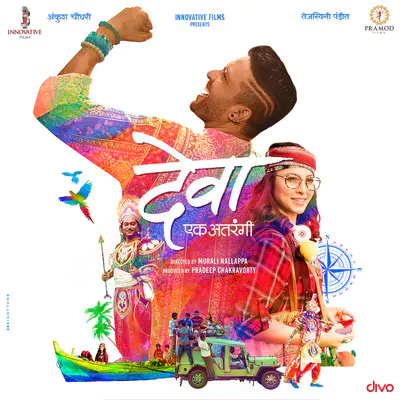 INNOVATIVE
FILMS
अंकुश चौधरी
INNOVATIVE FILMS
PRESENTS
तेजस्विनी पंडीत
PRAMOD
FILMS
देवा
एक अतरंगी
DIRECTED BY MURALI NALLAPPA
PRODUCED BY PRADEEP CHAKRAVORTY
N
divo